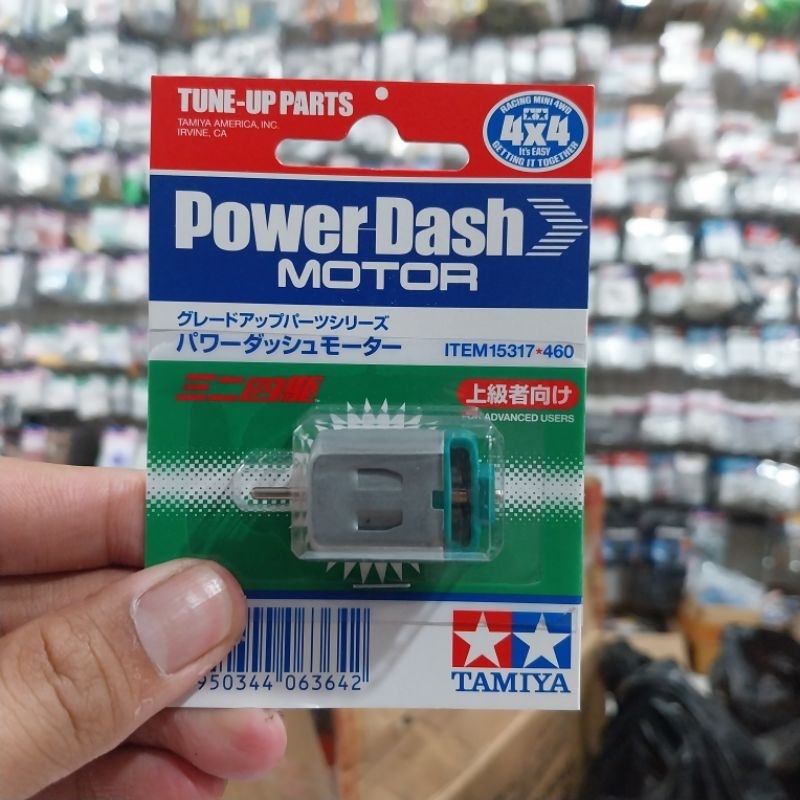 TUNE-UP PARTS
TAMIYA AMERICA, INC.
IRVINE, CA
RACING MINI 4WD
4x4
It's EASY
GETTING IT TOGETHER
PowerDash
MOTOR
グレードアップパーツシリーズ
パワーダッシュモーター
ITEM15317*460
ミニ四駆
上級者向け
FOR ADVANCED USERS
950344 063642
TAMIYA